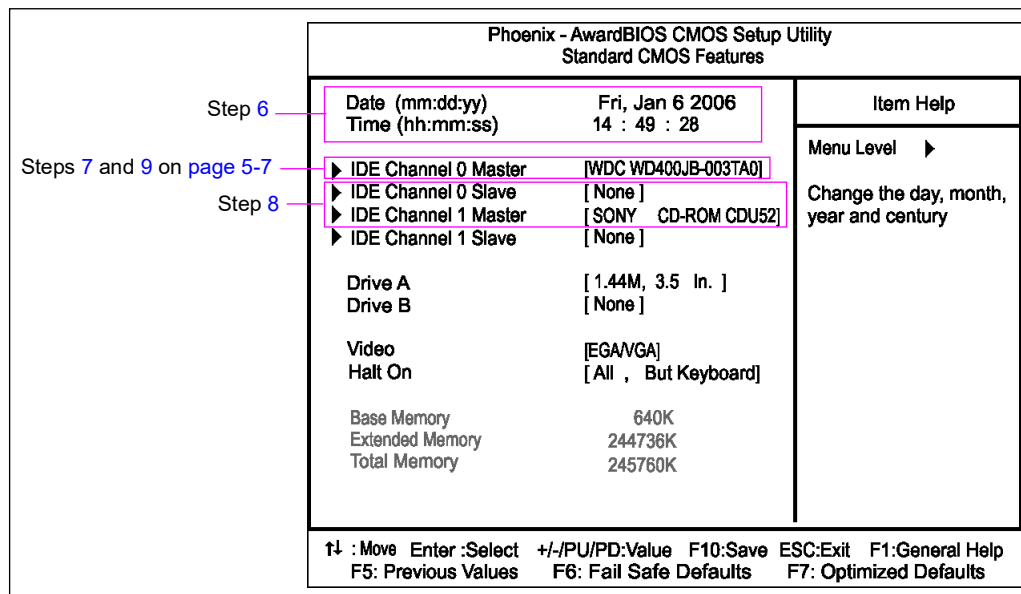 Phoenix - AwardBIOS CMOS Setup Utility
Standard CMOS Features
Step 6
Date (mm:dd:yy) Fri, Jan 6 2006
Time (hh:mm:ss) 14 : 49 : 28
Item Help
Menu Level ▶
Change the day, month,
year and century
Steps 7 and 9 on page 5-7
▶ IDE Channel 0 Master [WDC WD400JB-003TA0]
Step 8
▶ IDE Channel 0 Slave [ None ]
▶ IDE Channel 1 Master [ SONY CD-ROM CDU52]
▶ IDE Channel 1 Slave [ None ]
Drive A [ 1.44M, 3.5 In. ]
Drive B [ None ]
Video [EGA/VGA]
Halt On [ All , But Keyboard]
Base Memory 640K
Extended Memory 244736K
Total Memory 245760K
↑↓ : Move Enter :Select +/-/PU/PD:Value F10:Save ESC:Exit F1:General Help
F5: Previous Values F6: Fail Safe Defaults F7: Optimized Defaults